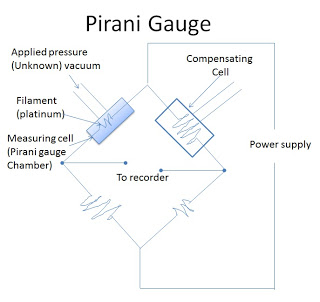 Pirani Gauge
Applied pressure
(Unknown) vacuum
Compensating
Cell
Filament
(platinum)
Measuring cell
(Pirani gauge
Chamber)
Power supply
To recorder